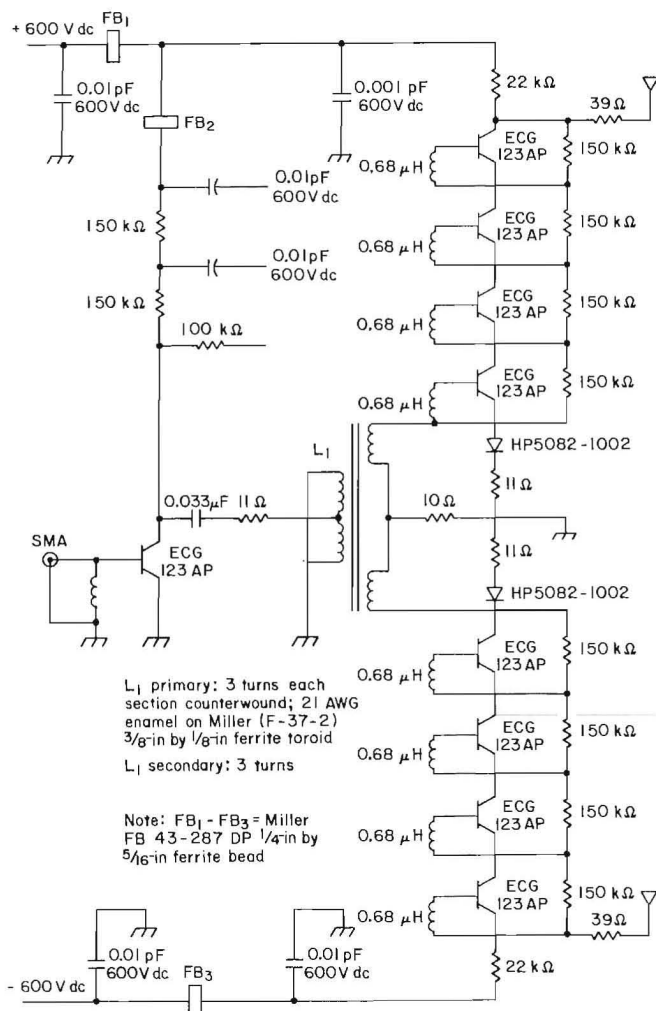 + 600 V dc
FB1
0.01 pF
600V dc
FB2
0.001 pF
600V dc
22 kΩ
39Ω
ECG
123 AP
150 kΩ
0.68 μH
0.01pF
600V dc
150 kΩ
ECG
123 AP
150 kΩ
0.68 μH
0.01pF
600V dc
150 kΩ
ECG
123 AP
150 kΩ
0.68 μH
100 kΩ
ECG
123 AP
150 kΩ
0.68 μH
L1
HP5082-1002
11Ω
0.033μF
11Ω
10Ω
SMA
ECG
123 AP
11Ω
HP5082-1002
ECG
123 AP
150 kΩ
0.68 μH
L1 primary: 3 turns each
section counterwound; 21 AWG
enamel on Miller (F-37-2)
3/8-in by 1/8-in ferrite toroid
L1 secondary: 3 turns
ECG
123 AP
150 kΩ
0.68 μH
Note: FB1 - FB3 = Miller
FB 43-287 DP 1/4-in by
5/16-in ferrite bead
ECG
123 AP
150 kΩ
0.68 μH
ECG
123 AP
150 kΩ
0.68 μH
39Ω
0.01 pF
600V dc
0.01 pF
600V dc
FB3
22 kΩ
- 600 V dc